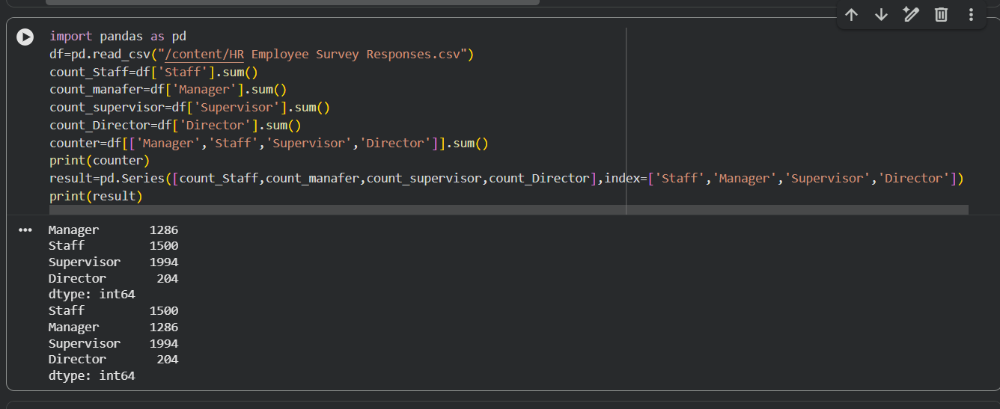 import pandas as pd
df=pd.read_csv("/content/HR Employee Survey Responses.csv")
count_Staff=df['Staff'].sum()
count_manafer=df['Manager'].sum()
count_supervisor=df['Supervisor'].sum()
count_Director=df['Director'].sum()
counter=df[['Manager','Staff','Supervisor','Director']].sum()
print(counter)
result=pd.Series([count_Staff,count_manafer,count_supervisor,count_Director],index=['Staff','Manager','Supervisor','Director'])
print(result)
Manager 1286
Staff 1500
Supervisor 1994
Director 204
dtype: int64
Staff 1500
Manager 1286
Supervisor 1994
Director 204
dtype: int64